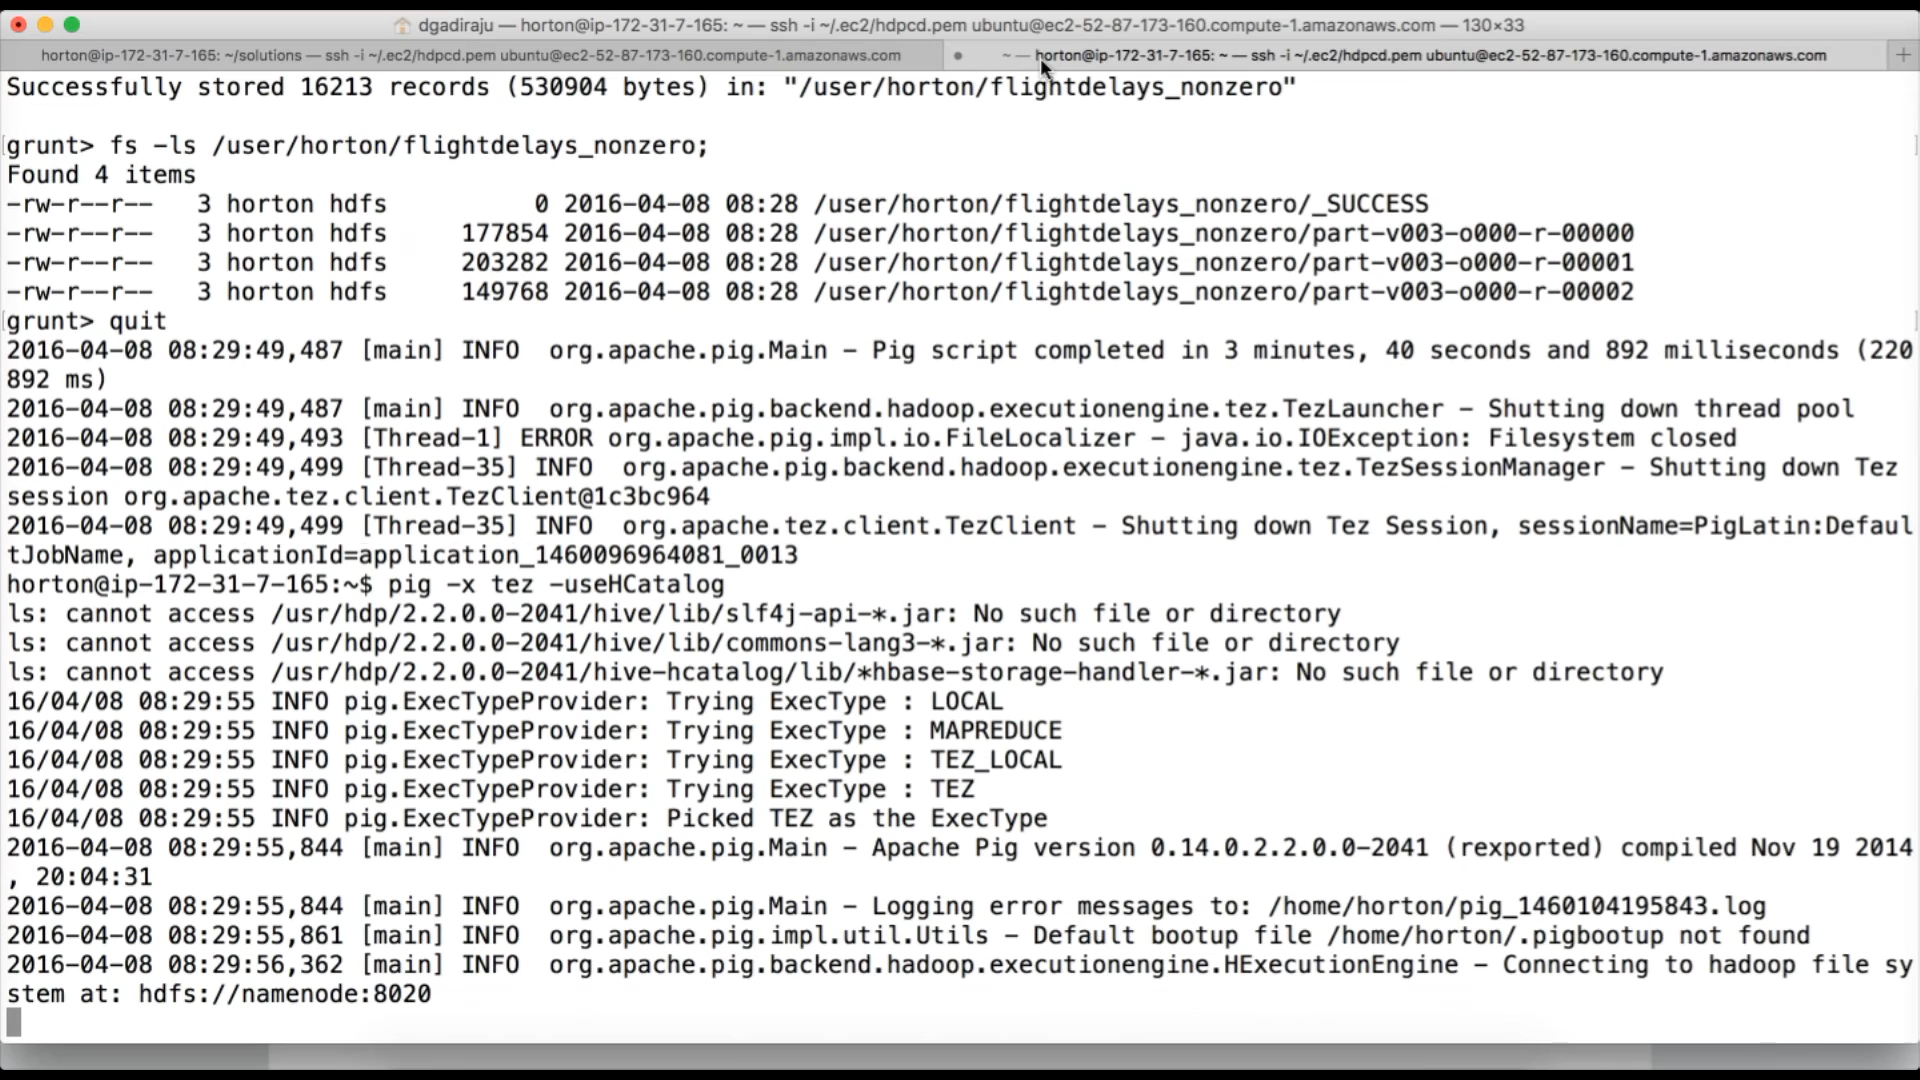 dgadiraju — horton@ip-172-31-7-165: ~ — ssh -i ~/.ec2/hdpcd.pem ubuntu@ec2-52-87-173-160.compute-1.amazonaws.com — 130×33
horton@ip-172-31-7-165: ~/solutions — ssh -i ~/.ec2/hdpcd.pem ubuntu@ec2-52-87-173-160.compute-1.amazonaws.com
~ — horton@ip-172-31-7-165: ~ — ssh -i ~/.ec2/hdpcd.pem ubuntu@ec2-52-87-173-160.compute-1.amazonaws.com
Successfully stored 16213 records (530904 bytes) in: "/user/horton/flightdelays_nonzero"
grunt> fs -ls /user/horton/flightdelays_nonzero;
Found 4 items
-rw-r--r--   3 horton hdfs          0 2016-04-08 08:28 /user/horton/flightdelays_nonzero/_SUCCESS
-rw-r--r--   3 horton hdfs     177854 2016-04-08 08:28 /user/horton/flightdelays_nonzero/part-v003-o000-r-00000
-rw-r--r--   3 horton hdfs     203282 2016-04-08 08:28 /user/horton/flightdelays_nonzero/part-v003-o000-r-00001
-rw-r--r--   3 horton hdfs     149768 2016-04-08 08:28 /user/horton/flightdelays_nonzero/part-v003-o000-r-00002
grunt> quit
2016-04-08 08:29:49,487 [main] INFO  org.apache.pig.Main - Pig script completed in 3 minutes, 40 seconds and 892 milliseconds (220
892 ms)
2016-04-08 08:29:49,487 [main] INFO  org.apache.pig.backend.hadoop.executionengine.tez.TezLauncher - Shutting down thread pool
2016-04-08 08:29:49,493 [Thread-1] ERROR org.apache.pig.impl.io.FileLocalizer - java.io.IOException: Filesystem closed
2016-04-08 08:29:49,499 [Thread-35] INFO  org.apache.pig.backend.hadoop.executionengine.tez.TezSessionManager - Shutting down Tez
session org.apache.tez.client.TezClient@1c3bc964
2016-04-08 08:29:49,499 [Thread-35] INFO  org.apache.tez.client.TezClient - Shutting down Tez Session, sessionName=PigLatin:Defaul
tJobName, applicationId=application_1460096964081_0013
horton@ip-172-31-7-165:~$ pig -x tez -useHCatalog
ls: cannot access /usr/hdp/2.2.0.0-2041/hive/lib/slf4j-api-*.jar: No such file or directory
ls: cannot access /usr/hdp/2.2.0.0-2041/hive/lib/commons-lang3-*.jar: No such file or directory
ls: cannot access /usr/hdp/2.2.0.0-2041/hive-hcatalog/lib/*hbase-storage-handler-*.jar: No such file or directory
16/04/08 08:29:55 INFO pig.ExecTypeProvider: Trying ExecType : LOCAL
16/04/08 08:29:55 INFO pig.ExecTypeProvider: Trying ExecType : MAPREDUCE
16/04/08 08:29:55 INFO pig.ExecTypeProvider: Trying ExecType : TEZ_LOCAL
16/04/08 08:29:55 INFO pig.ExecTypeProvider: Trying ExecType : TEZ
16/04/08 08:29:55 INFO pig.ExecTypeProvider: Picked TEZ as the ExecType
2016-04-08 08:29:55,844 [main] INFO  org.apache.pig.Main - Apache Pig version 0.14.0.2.2.0.0-2041 (rexported) compiled Nov 19 2014
, 20:04:31
2016-04-08 08:29:55,844 [main] INFO  org.apache.pig.Main - Logging error messages to: /home/horton/pig_1460104195843.log
2016-04-08 08:29:55,861 [main] INFO  org.apache.pig.impl.util.Utils - Default bootup file /home/horton/.pigbootup not found
2016-04-08 08:29:56,362 [main] INFO  org.apache.pig.backend.hadoop.executionengine.HExecutionEngine - Connecting to hadoop file sy
stem at: hdfs://namenode:8020